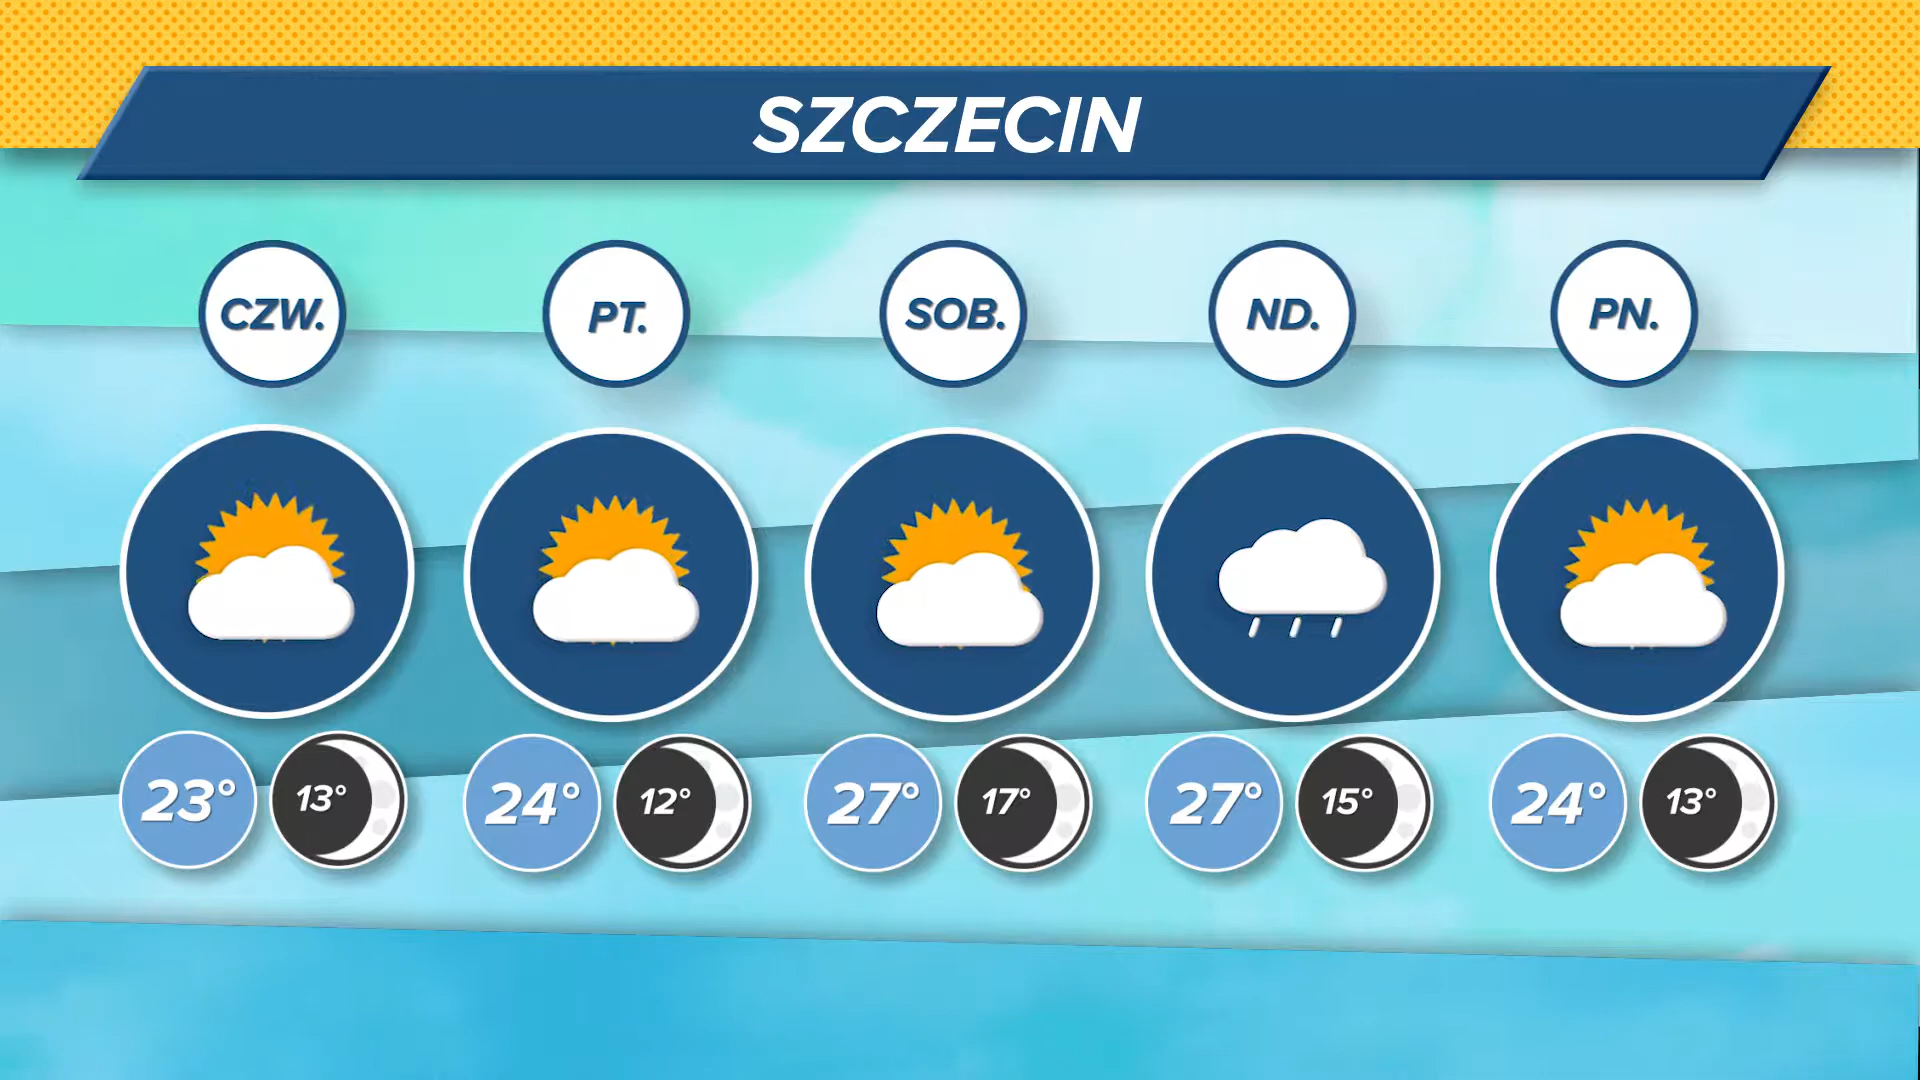 SZCZECIN
CZW. PT. SOB. ND. PN.
23° 13° 24° 12° 27° 17° 27° 15° 24° 13°